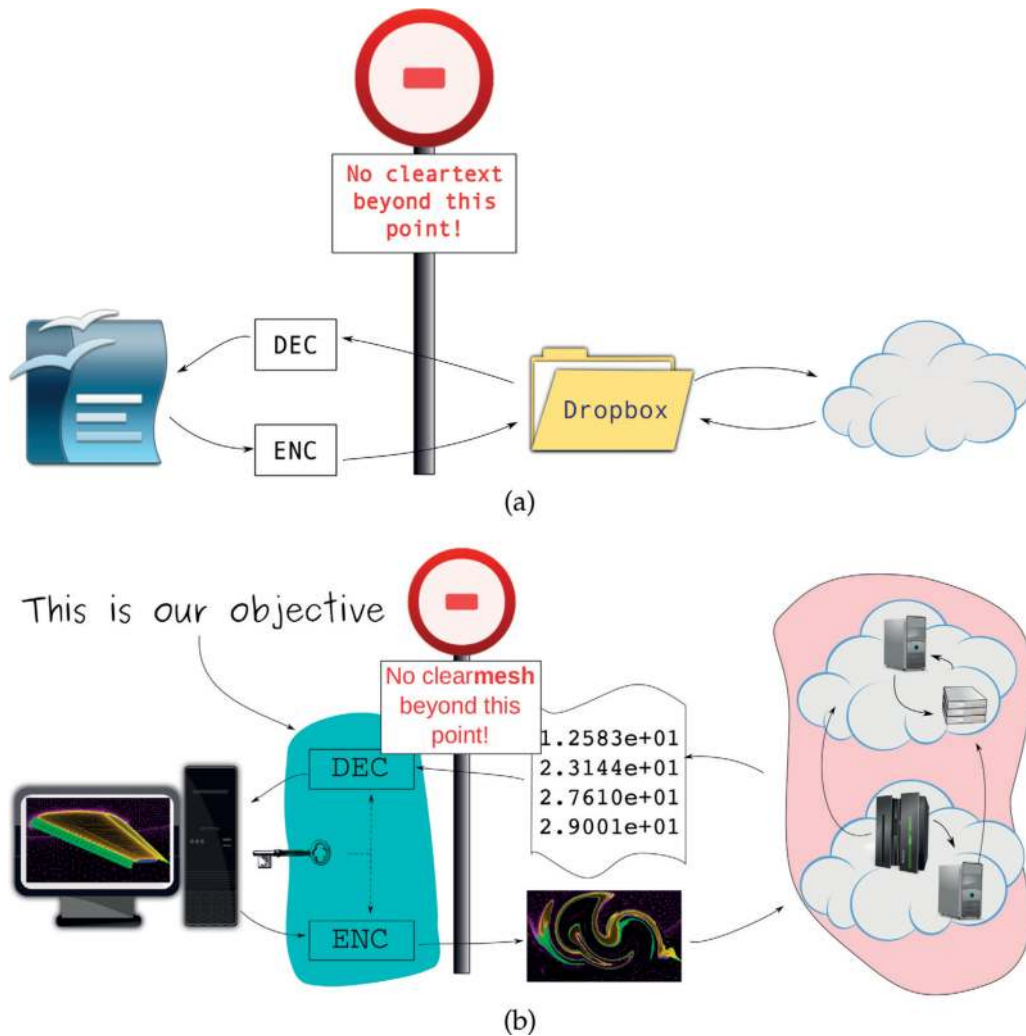 No cleartext
beyond this
point!
DEC
Dropbox
ENC
(a)
This is our objective
No clearmesh
beyond this
point!
1.2583e+01
DEC
2.3144e+01
2.7610e+01
2.9001e+01
ENC
(b)